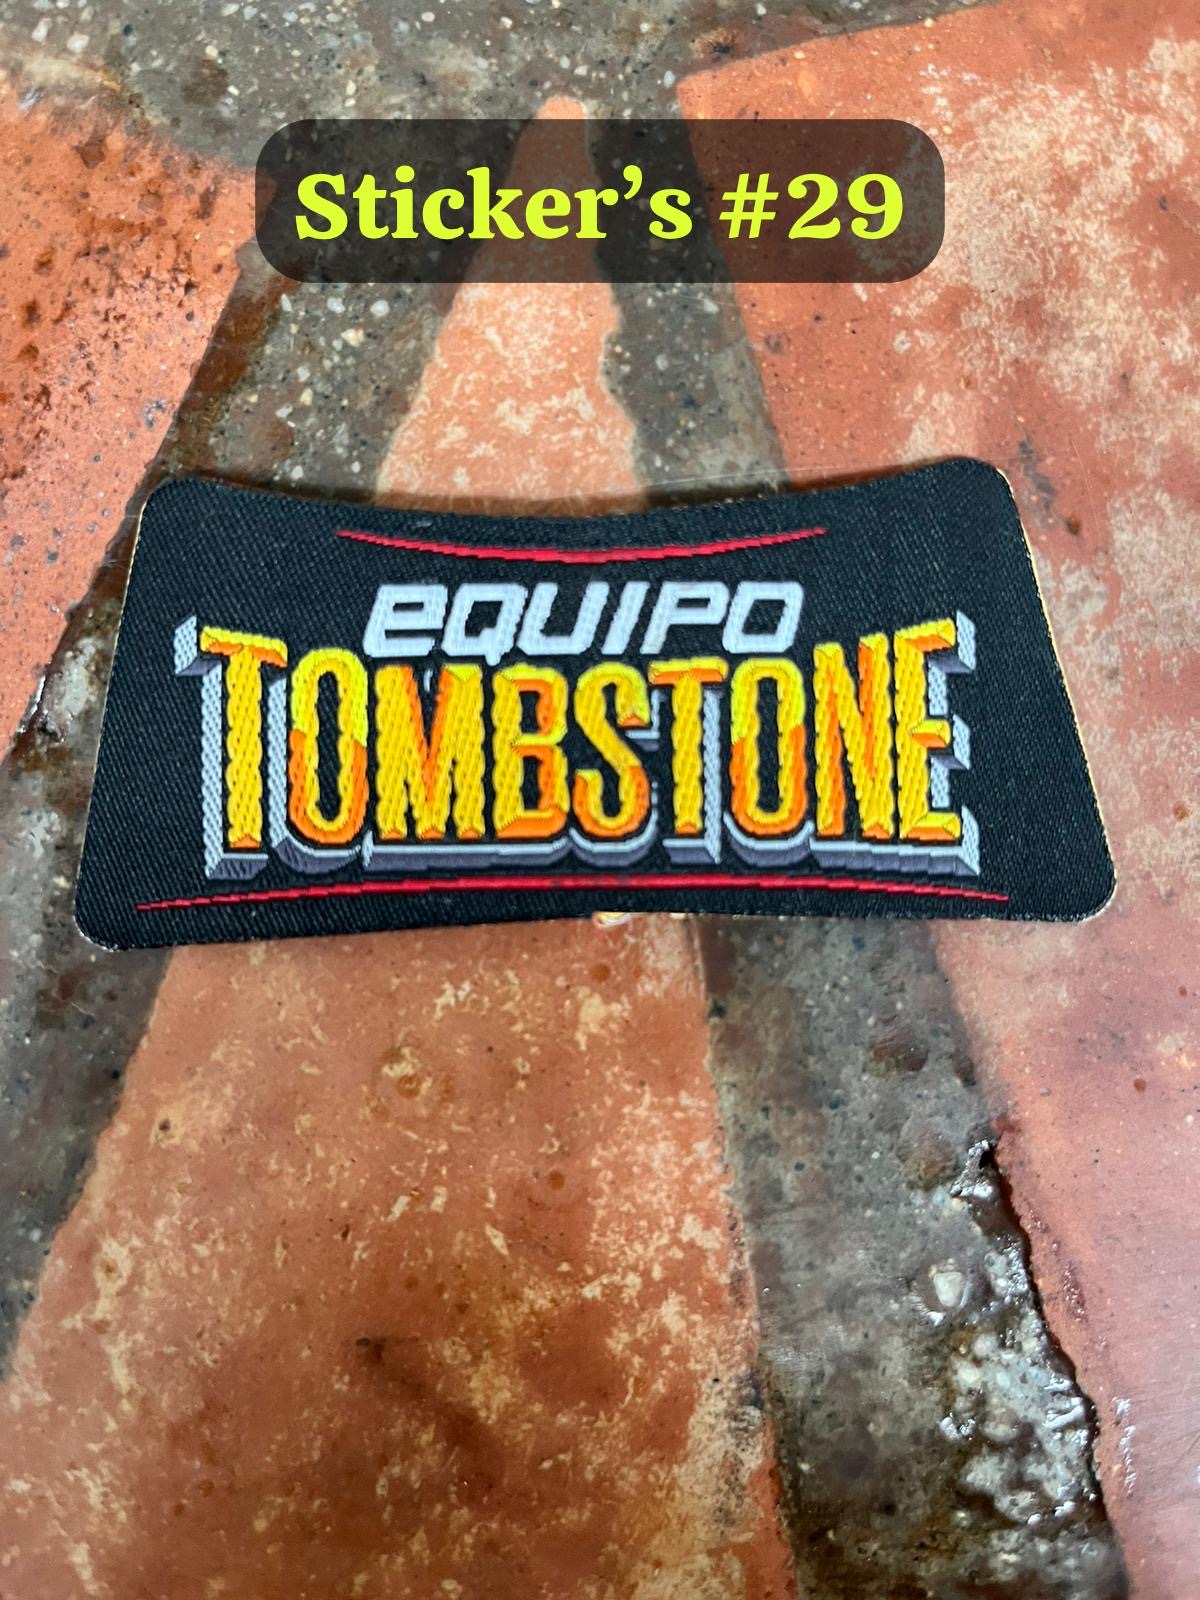 Sticker’s #29
eQUIPO
TOMBSTONE